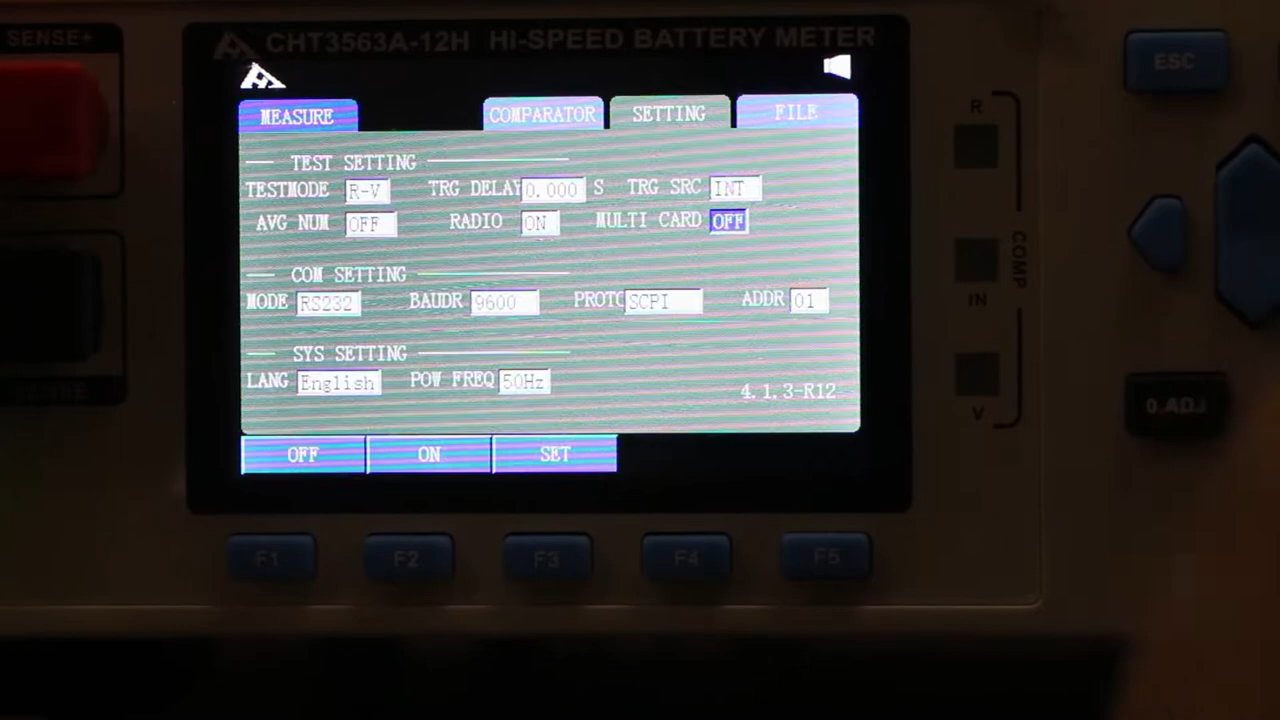 SENSE+
CHT3563A-12H HI-SPEED BATTERY METER
ESC
MEASURE COMPARATOR SETTING FILE
R
TEST SETTING
TESTMODE R-V TRG DELAY 0.000 S TRG SRC INT
AVG NUM OFF RADIO ON MULTI CARD OFF
COMP
COM SETTING
IN
MODE RS232 BAUDR 9600 PROTO SCPI ADDR 01
SYS SETTING
LANG English POW FREQ 50Hz
4.1.3-R12
0.ADJ
V
OFF ON SET
F1 F2 F3 F4 F5